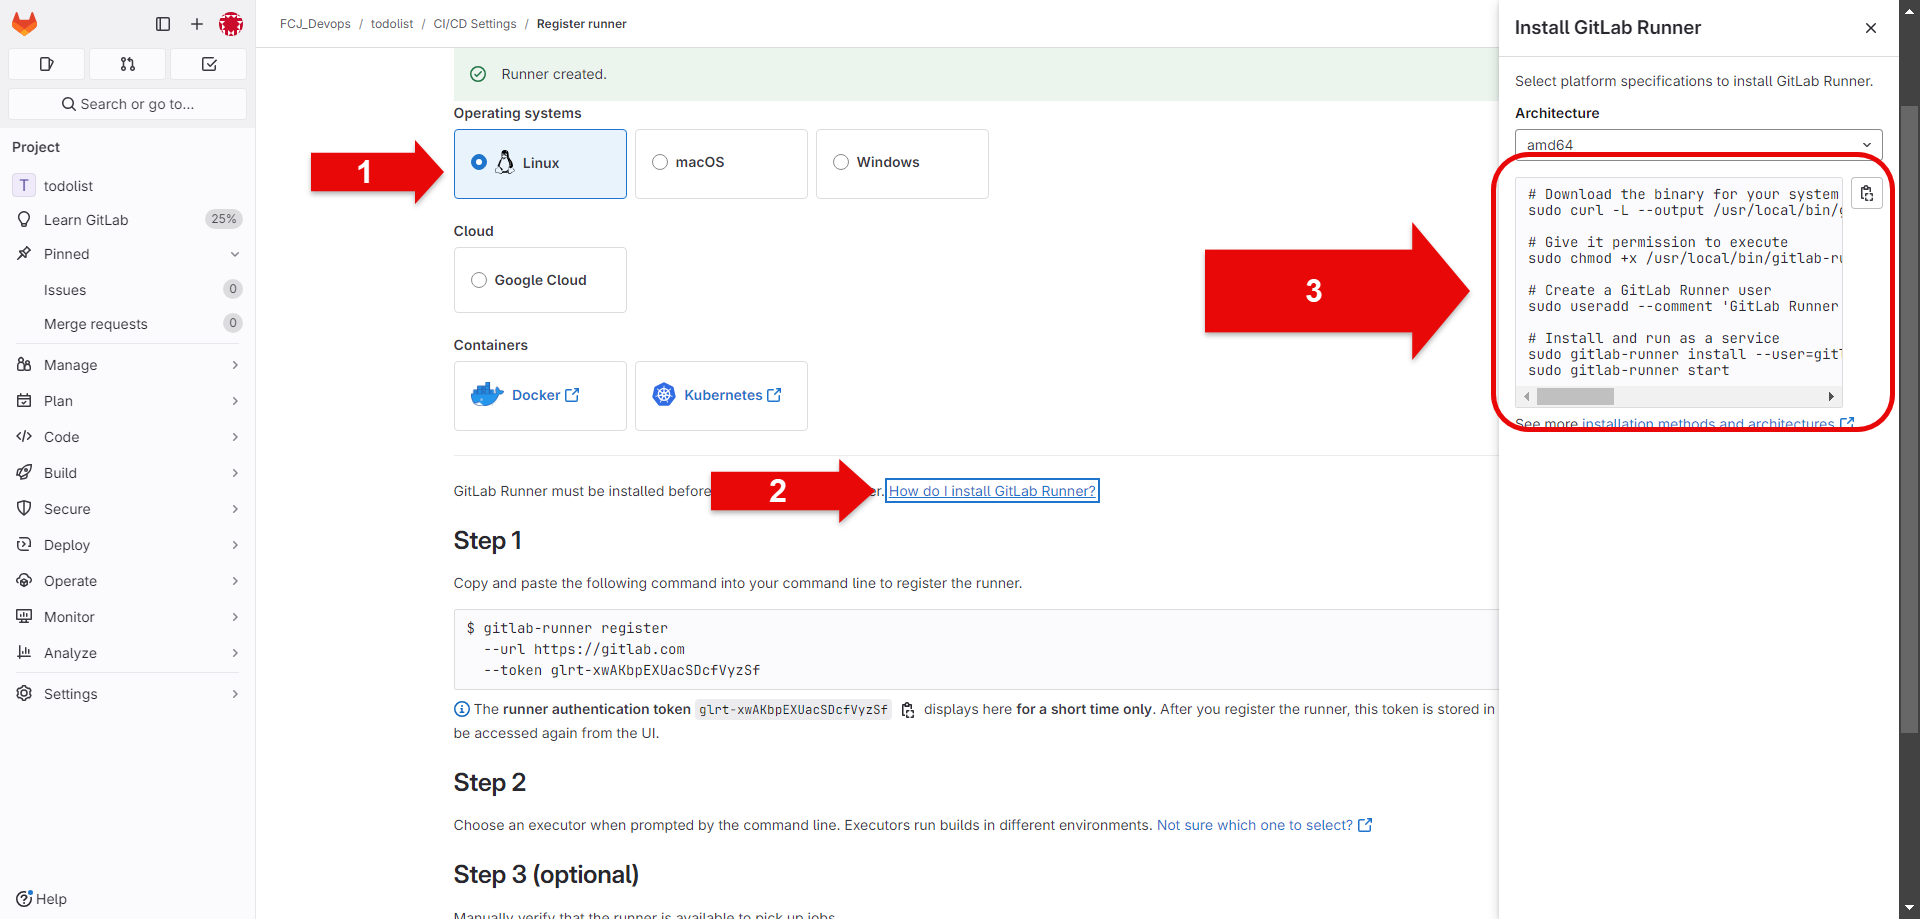 FCJ_Devops / todolist / CI/CD Settings / Register runner
Search or go to...
Project
T todolist
Learn GitLab 25%
Pinned
Issues 0
Merge requests 0
Manage
Plan
Code
Build
Secure
Deploy
Operate
Monitor
Analyze
Settings
Help
Runner created.
Operating systems
1
Linux
macOS
Windows
Cloud
Google Cloud
Containers
Docker
Kubernetes
GitLab Runner must be installed before 2 er. How do I install GitLab Runner?
Step 1
Copy and paste the following command into your command line to register the runner.
$ gitlab-runner register
--url https://gitlab.com
--token glrt-xwAKbpEXUacSDcfVyzSf
The runner authentication token glrt-xwAKbpEXUacSDcfVyzSf displays here for a short time only. After you register the runner, this token is stored in
be accessed again from the UI.
Step 2
Choose an executor when prompted by the command line. Executors run builds in different environments. Not sure which one to select?
Step 3 (optional)
Manually verify that the runner is available to pick up jobs.
3
Install GitLab Runner
Select platform specifications to install GitLab Runner.
Architecture
amd64
# Download the binary for your system
sudo curl -L --output /usr/local/bin/g
# Give it permission to execute
sudo chmod +x /usr/local/bin/gitlab-ru
# Create a GitLab Runner user
sudo useradd --comment 'GitLab Runner
# Install and run as a service
sudo gitlab-runner install --user=gitl
sudo gitlab-runner start
See more installation methods and architectures